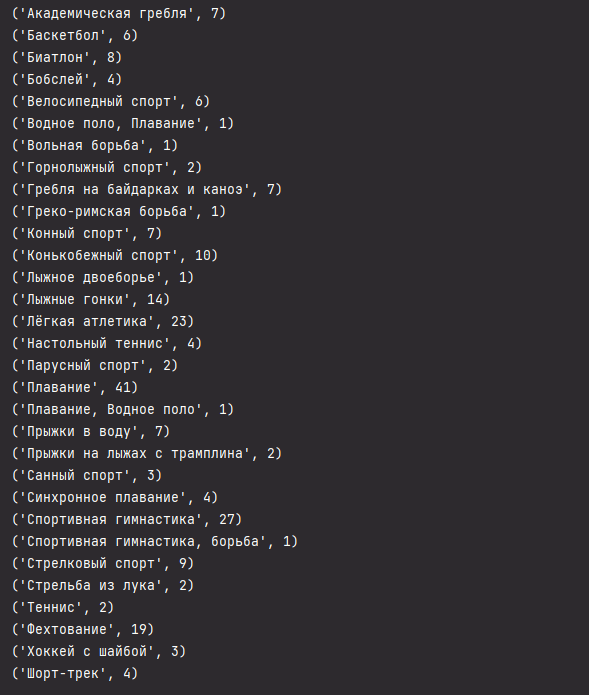 ('Академическая гребля', 7)
('Баскетбол', 6)
('Биатлон', 8)
('Бобслей', 4)
('Велосипедный спорт', 6)
('Водное поло, Плавание', 1)
('Вольная борьба', 1)
('Горнолыжный спорт', 2)
('Гребля на байдарках и каноэ', 7)
('Греко-римская борьба', 1)
('Конный спорт', 7)
('Конькобежный спорт', 10)
('Лыжное двоеборье', 1)
('Лыжные гонки', 14)
('Лёгкая атлетика', 23)
('Настольный теннис', 4)
('Парусный спорт', 2)
('Плавание', 41)
('Плавание, Водное поло', 1)
('Прыжки в воду', 7)
('Прыжки на лыжах с трамплина', 2)
('Санный спорт', 3)
('Синхронное плавание', 4)
('Спортивная гимнастика', 27)
('Спортивная гимнастика, борьба', 1)
('Стрелковый спорт', 9)
('Стрельба из лука', 2)
('Теннис', 2)
('Фехтование', 19)
('Хоккей с шайбой', 3)
('Шорт-трек', 4)